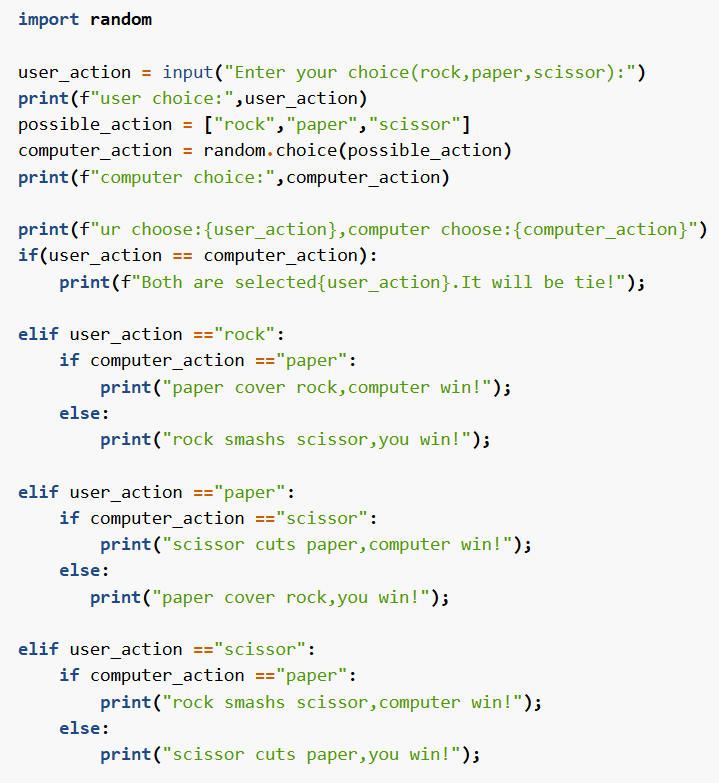 import random
user_action = input("Enter your choice(rock,paper,scissor):")
print(f"user choice:",user_action)
possible_action = ["rock","paper","scissor"]
computer_action = random.choice(possible_action)
print(f"computer choice:",computer_action)
print(f"ur choose:{user_action},computer choose:{computer_action}")
if(user_action == computer_action):
    print(f"Both are selected{user_action}.It will be tie!");
elif user_action =="rock":
    if computer_action =="paper":
        print("paper cover rock,computer win!");
    else:
        print("rock smashs scissor,you win!");
elif user_action =="paper":
    if computer_action =="scissor":
        print("scissor cuts paper,computer win!");
    else:
       print("paper cover rock,you win!");
elif user_action =="scissor":
    if computer_action =="paper":
        print("rock smashs scissor,computer win!");
    else:
        print("scissor cuts paper,you win!");